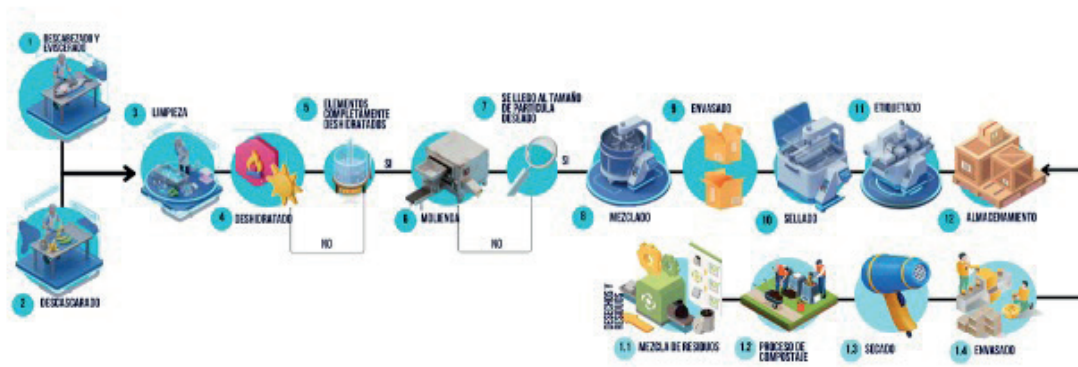 1
DESCABEZADO Y
EVISCERADO
2
DESCASCARADO
3
LIMPIEZA
4
DESHIDRATADO
5
ELEMENTOS
COMPLETAMENTE
DESHIDRATADOS
SI
NO
6
MOLIENDA
7
SE LLEGO AL TAMAÑO
DE PARTICULA
DESEADO
SI
NO
8
MEZCLADO
9
ENVASADO
10
SELLADO
11
ETIQUETADO
12
ALMACENAMIENTO
DESECHOS Y
RESIDUOS
1.1
MEZCLA DE RESIDUOS
1.2
PROCESO DE
COMPOSTAJE
1.3
SECADO
1.4
ENVASADO